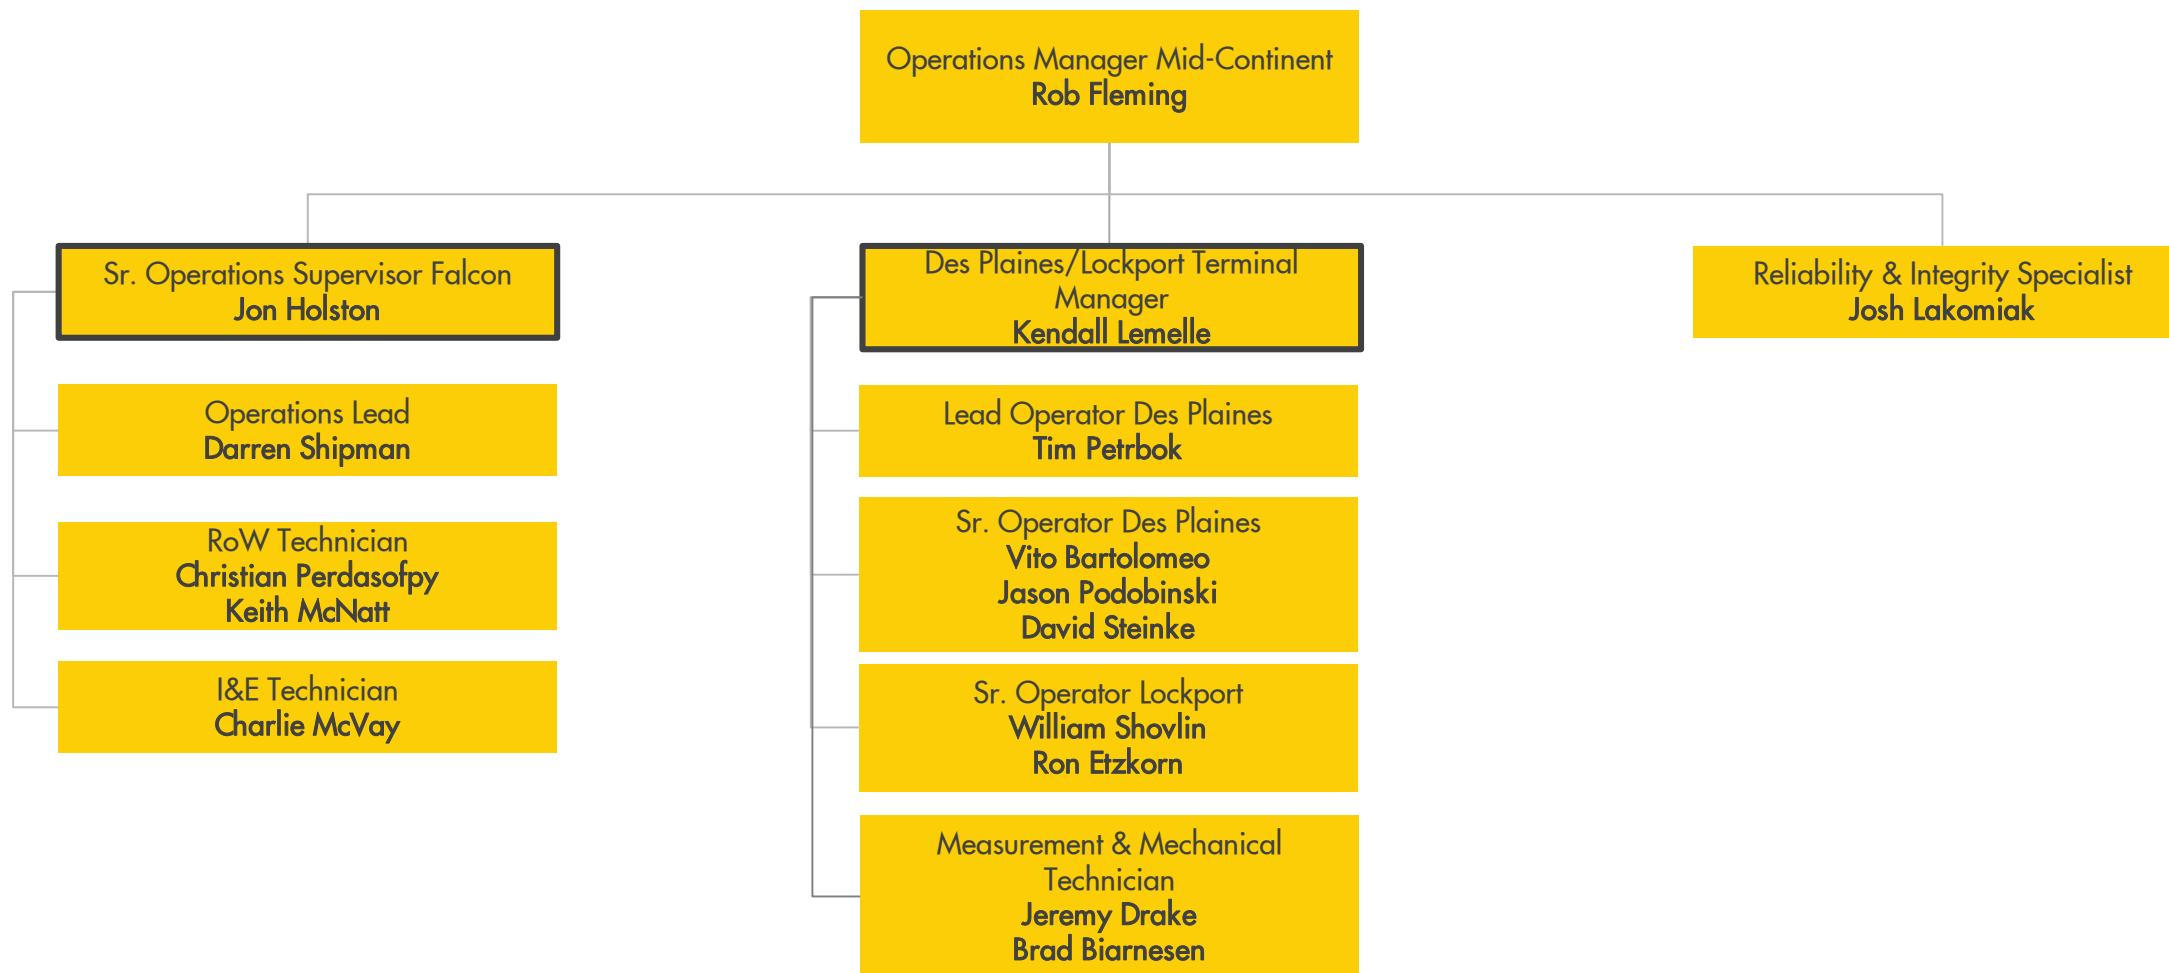 Operations Manager Mid-Continent
Rob Fleming
Sr. Operations Supervisor Falcon
Jon Holston
Operations Lead
Darren Shipman
RoW Technician
Christian Perdasofpy
Keith McNatt
I&E Technician
Charlie McVay
Des Plaines/Lockport Terminal
Manager
Kendall Lemelle
Lead Operator Des Plaines
Tim Petrbok
Sr. Operator Des Plaines
Vito Bartolomeo
Jason Podobinski
David Steinke
Sr. Operator Lockport
William Shovlin
Ron Etzkorn
Measurement & Mechanical
Technician
Jeremy Drake
Brad Biarnesen
Reliability & Integrity Specialist
Josh Lakomiak